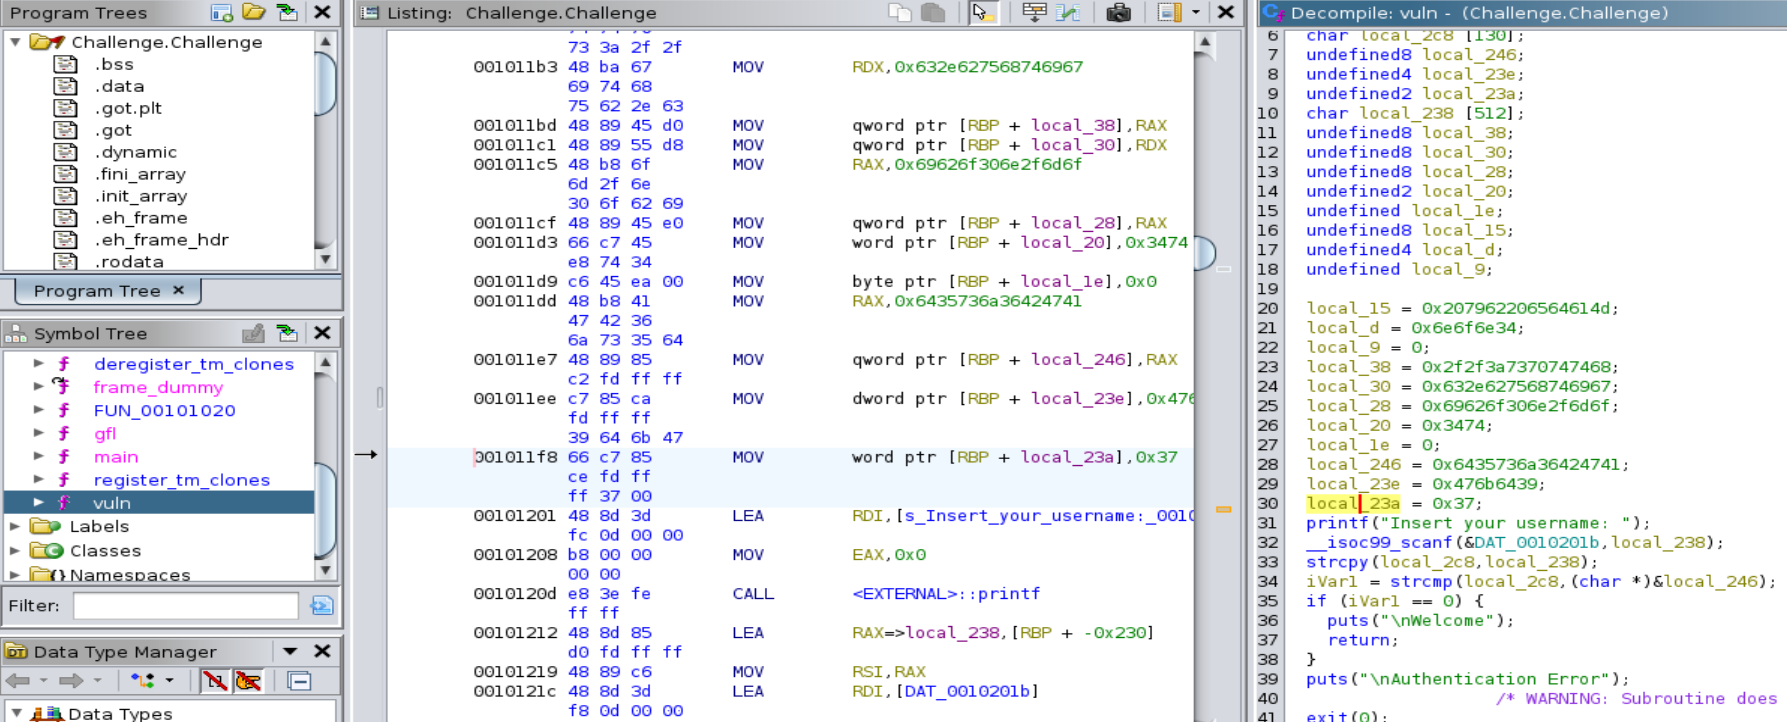 Program Trees
Challenge.Challenge
.bss
.data
.got.plt
.got
.dynamic
.fini_array
.init_array
.eh_frame
.eh_frame_hdr
.rodata
Program Tree ×
Symbol Tree
deregister_tm_clones
f frame_dummy
f FUN_00101020
f gfl
f main
f register_tm_clones
f vuln
Labels
Classes
Namespaces
Filter:
Data Type Manager
Data Types
Listing: Challenge.Challenge
73 3a 2f 2f
001011b3 48 ba 67 MOV RDX,0x632e627568746967
69 74 68
75 62 2e 63
001011bd 48 89 45 d0 MOV qword ptr [RBP + local_38],RAX
001011c1 48 89 55 d8 MOV qword ptr [RBP + local_30],RDX
001011c5 48 b8 6f MOV RAX,0x69626f306e2f6d6f
6d 2f 6e
30 6f 62 69
001011cf 48 89 45 e0 MOV qword ptr [RBP + local_28],RAX
001011d3 66 c7 45 MOV word ptr [RBP + local_20],0x3474
e8 74 34
001011d9 c6 45 ea 00 MOV byte ptr [RBP + local_1e],0x0
001011dd 48 b8 41 MOV RAX,0x6435736a36424741
47 42 36
6a 73 35 64
001011e7 48 89 85 MOV qword ptr [RBP + local_246],RAX
c2 fd ff ff
001011ee c7 85 ca MOV dword ptr [RBP + local_23e],0x476
fd ff ff
39 64 6b 47
001011f8 66 c7 85 MOV word ptr [RBP + local_23a],0x37
ce fd ff
ff 37 00
00101201 48 8d 3d LEA RDI,[s_Insert_your_username:_0010
fc 0d 00 00
00101208 b8 00 00 MOV EAX,0x0
00 00
0010120d e8 3e fe CALL <EXTERNAL>::printf
ff ff
00101212 48 8d 85 LEA RAX=>local_238,[RBP + -0x230]
d0 fd ff ff
00101219 48 89 c6 MOV RSI,RAX
0010121c 48 8d 3d LEA RDI,[DAT_0010201b]
f8 0d 00 00
Decompile: vuln - (Challenge.Challenge)
6 char local_2c8 [130];
7 undefined8 local_246;
8 undefined4 local_23e;
9 undefined2 local_23a;
10 char local_238 [512];
11 undefined8 local_38;
12 undefined8 local_30;
13 undefined8 local_28;
14 undefined2 local_20;
15 undefined local_1e;
16 undefined8 local_15;
17 undefined4 local_d;
18 undefined local_9;
19
20 local_15 = 0x207962206564614d;
21 local_d = 0x6e6f6e34;
22 local_9 = 0;
23 local_38 = 0x2f2f3a7370747468;
24 local_30 = 0x632e627568746967;
25 local_28 = 0x69626f306e2f6d6f;
26 local_20 = 0x3474;
27 local_1e = 0;
28 local_246 = 0x6435736a36424741;
29 local_23e = 0x476b6439;
30 local_23a = 0x37;
31 printf("Insert your username: ");
32 __isoc99_scanf(&DAT_0010201b,local_238);
33 strcpy(local_2c8,local_238);
34 iVar1 = strcmp(local_2c8,(char *)&local_246);
35 if (iVar1 == 0) {
36 puts("\nWelcome");
37 return;
38 }
39 puts("\nAuthentication Error");
40 /* WARNING: Subroutine does
41 exit(0);